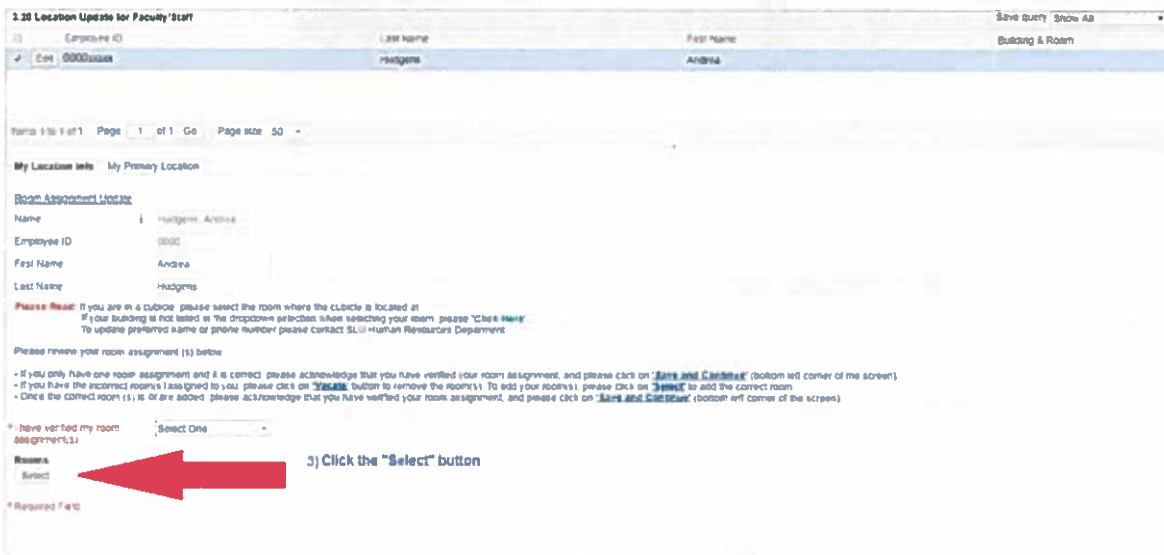 3.20 Location Update for Faculty/Staff
Save query Show All
Employee ID Last Name First Name Building & Room
Edit 0000xxxxx Hudgens Andrea
Items 1 to 1 of 1 Page 1 of 1 Go Page size 50
My Location Info My Primary Location
Room Assignment Update
Name Hudgens, Andrea
Employee ID 0000
First Name Andrea
Last Name Hudgens
Please Read: If you are in a cubicle, please select the room where the cubicle is located at
If your building is not listed in the dropdown selection when selecting your room, please "Click Here"
To update preferred name or phone number please contact SLU Human Resources Department
Please review your room assignment (s) below
- If you only have one room assignment and it is correct, please acknowledge that you have verified your room assignment, and please click on "Save and Continue" (bottom left corner of the screen)
- If you have the incorrect room(s) assigned to you, please click on "Vacate" button to remove the room(s). To add your room(s), please click on "Select" to add the correct room
- Once the correct room (s) is or are added, please acknowledge that you have verified your room assignment, and please click on "Save and Continue" (bottom left corner of the screen)
* I have verified my room Select One
assignment(s)
Rooms
Select
3) Click the "Select" button
* Required Field